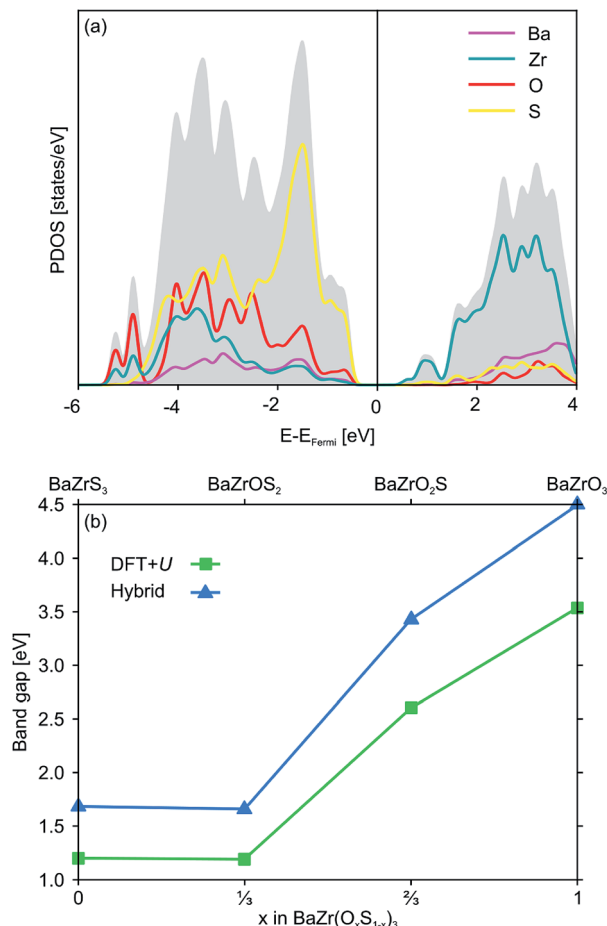 (a)
Ba
Zr
O
S
PDOS [states/eV]
-6 -4 -2 0 2 4
E-E_Fermi [eV]
BaZrS₃ BaZrOS₂ BaZrO₂S BaZrO₃
(b)
DFT+U
Hybrid
4.5
4.0
3.5
3.0
2.5
2.0
1.5
1.0
Band gap [eV]
0 ⅓ ⅔ 1
x in BaZr(OₓS₁₋ₓ)₃